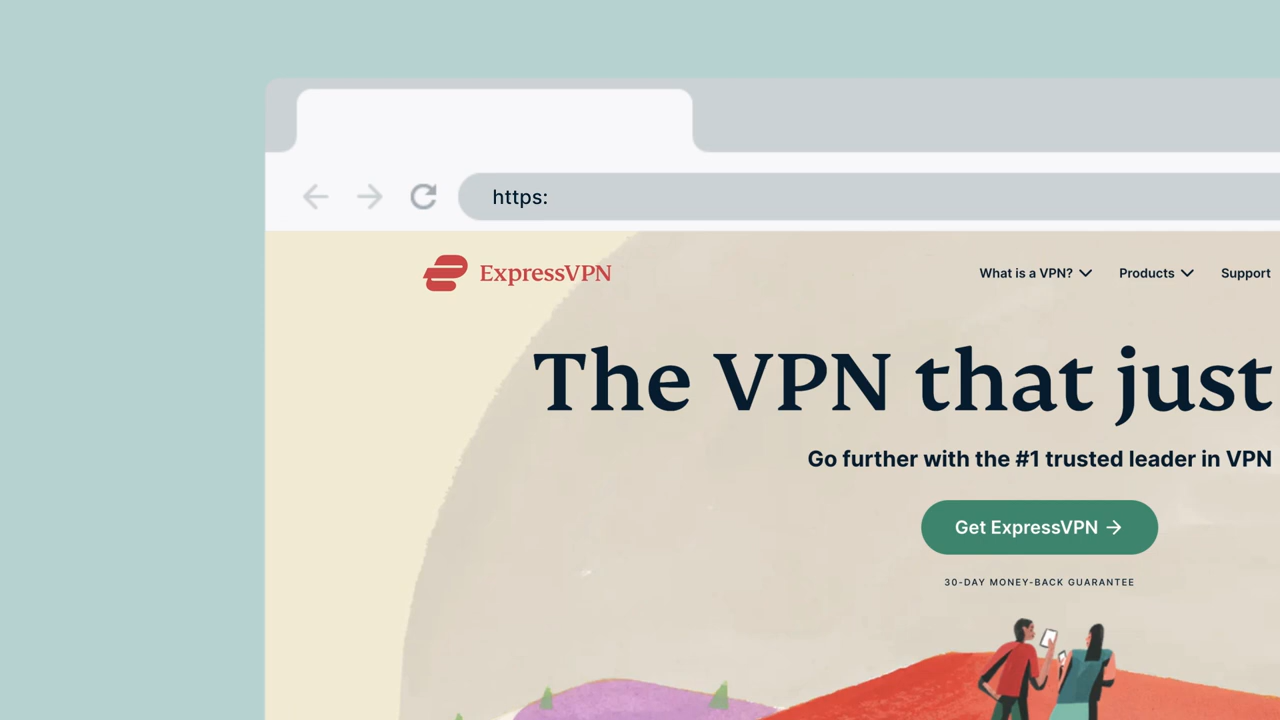 https:
ExpressVPN
What is a VPN? Products Support
The VPN that just
Go further with the #1 trusted leader in VPN
Get ExpressVPN →
30-DAY MONEY-BACK GUARANTEE